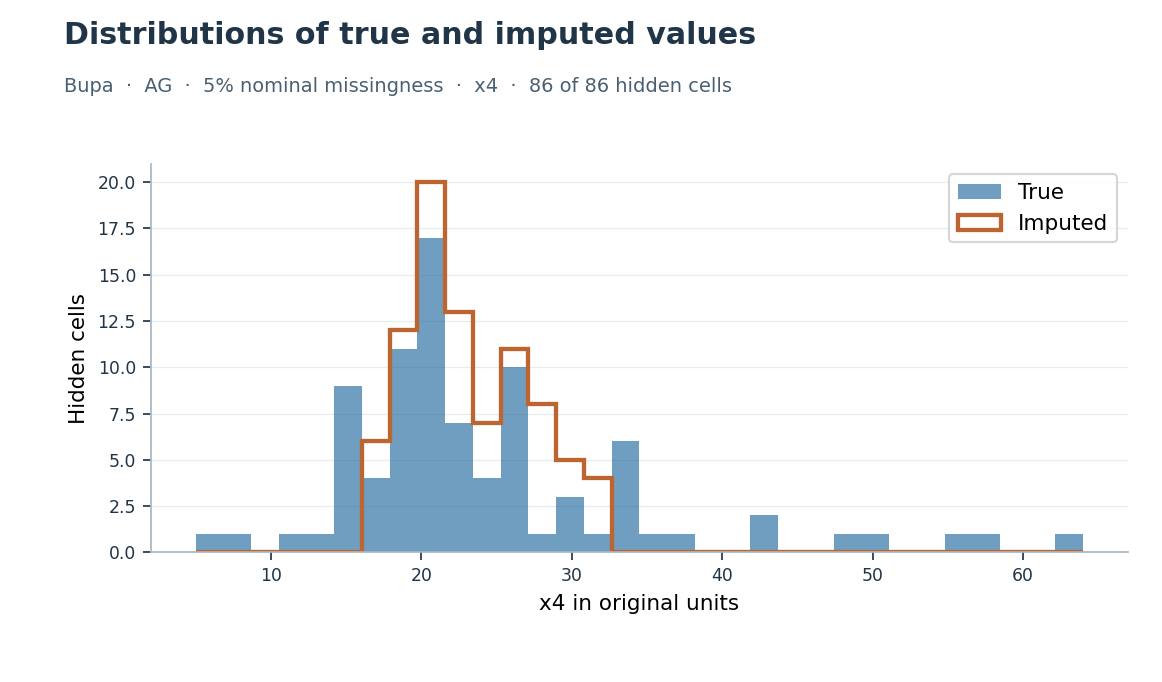 Distributions of true and imputed values
Bupa · AG · 5% nominal missingness · x4 · 86 of 86 hidden cells
True
Imputed
Hidden cells
20.0
17.5
15.0
12.5
10.0
7.5
5.0
2.5
0.0
10 20 30 40 50 60
x4 in original units